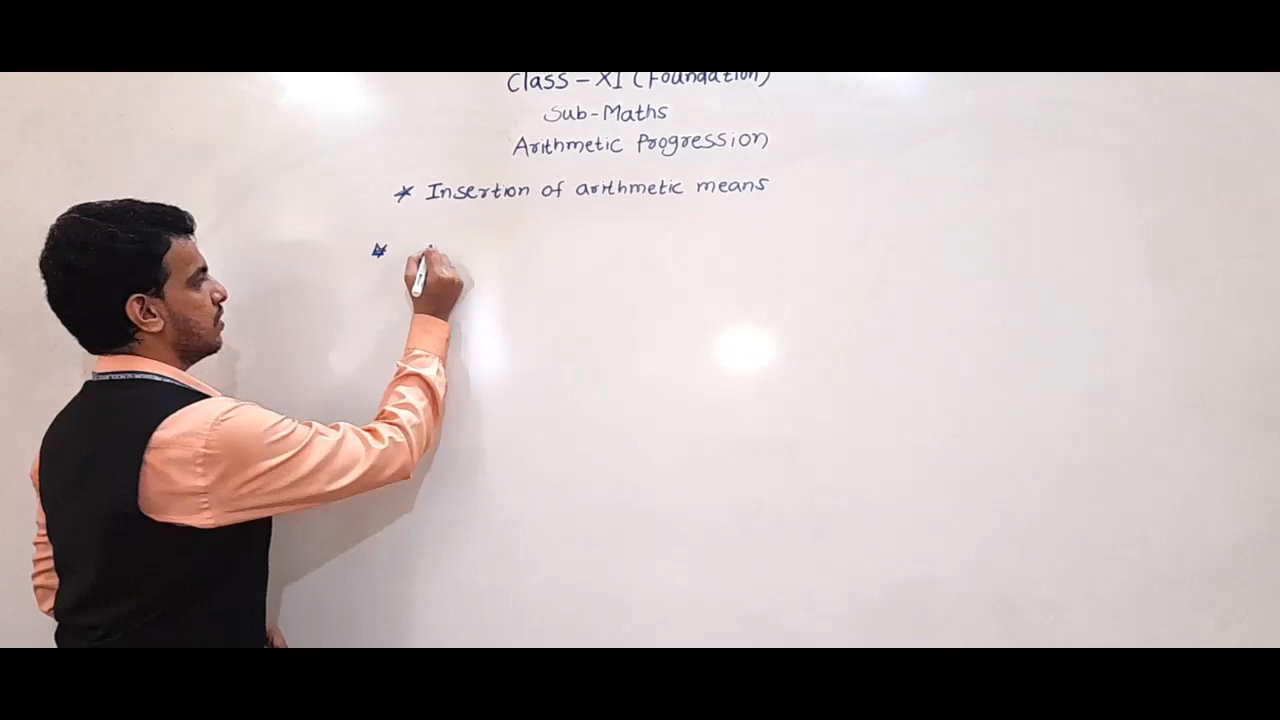 Class - XI (Foundation)
Sub-Maths
Arithmetic Progression
* Insertion of arithmetic means
*